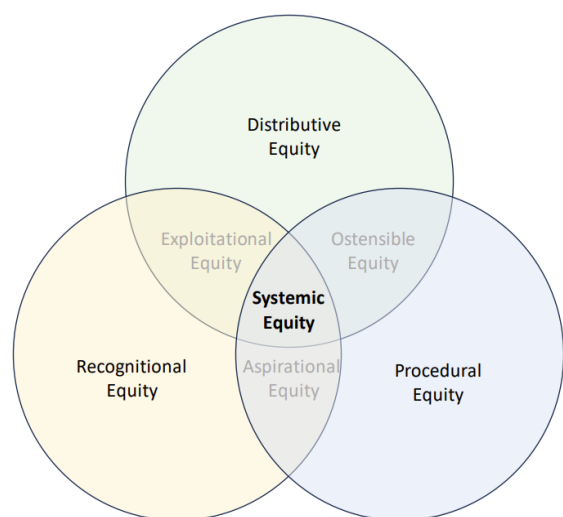 Distributive
Equity
Exploitational
Equity
Ostensible
Equity
Systemic
Equity
Recognitional
Equity
Aspirational
Equity
Procedural
Equity